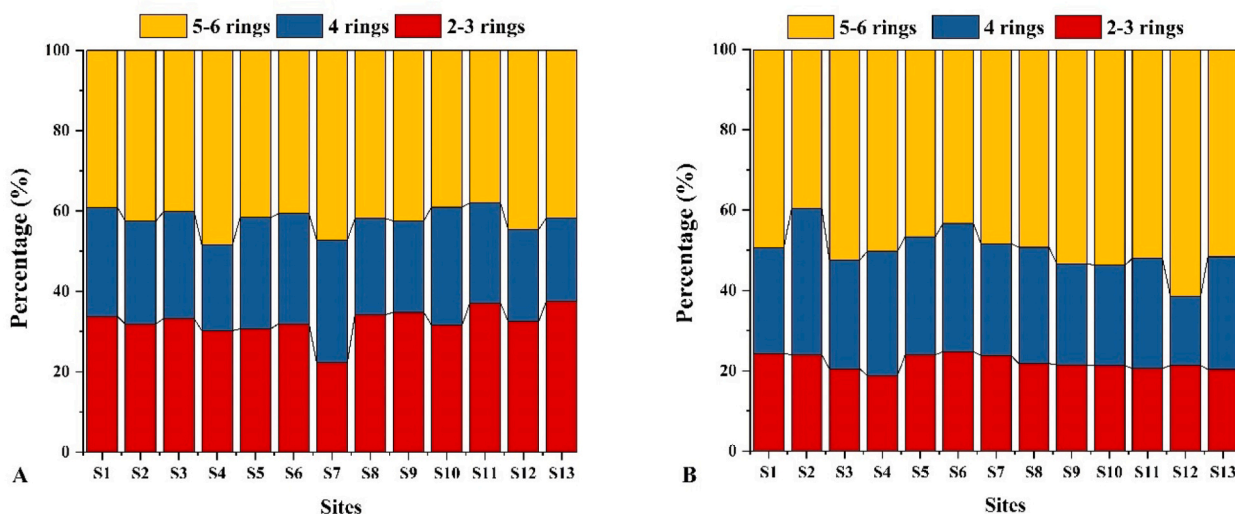 5-6 rings 4 rings 2-3 rings
100
80
60
40
20
0
Percentage (%)
S1 S2 S3 S4 S5 S6 S7 S8 S9 S10 S11 S12 S13
A
Sites
5-6 rings 4 rings 2-3 rings
100
80
60
40
20
0
Percentage (%)
S1 S2 S3 S4 S5 S6 S7 S8 S9 S10 S11 S12 S13
B
Sites